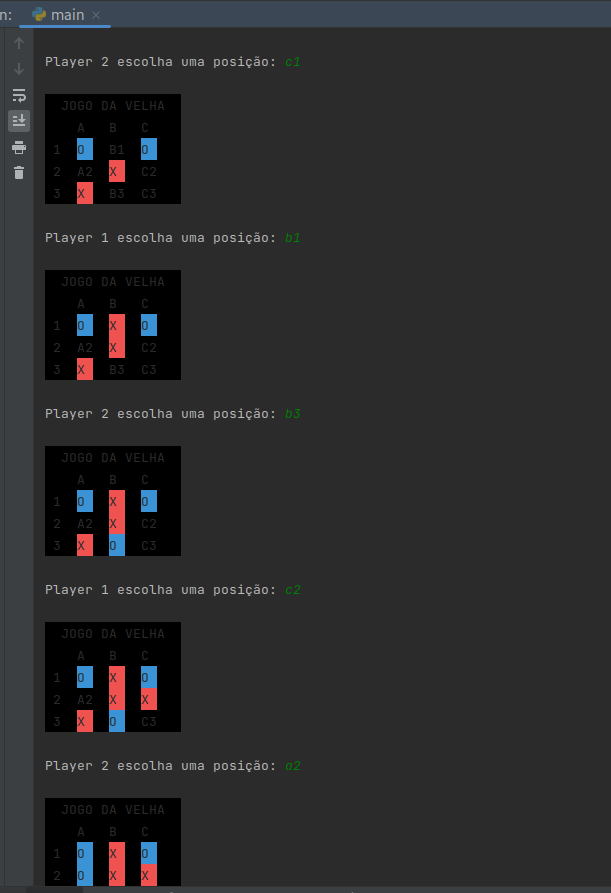 n: main ×
Player 2 escolha uma posição: c1
JOGO DA VELHA
A B C
1 O B1 O
2 A2 X C2
3 X B3 C3
Player 1 escolha uma posição: b1
JOGO DA VELHA
A B C
1 O X O
2 A2 X C2
3 X B3 C3
Player 2 escolha uma posição: b3
JOGO DA VELHA
A B C
1 O X O
2 A2 X C2
3 X O C3
Player 1 escolha uma posição: c2
JOGO DA VELHA
A B C
1 O X O
2 A2 X X
3 X O C3
Player 2 escolha uma posição: a2
JOGO DA VELHA
A B C
1 O X O
2 O X X